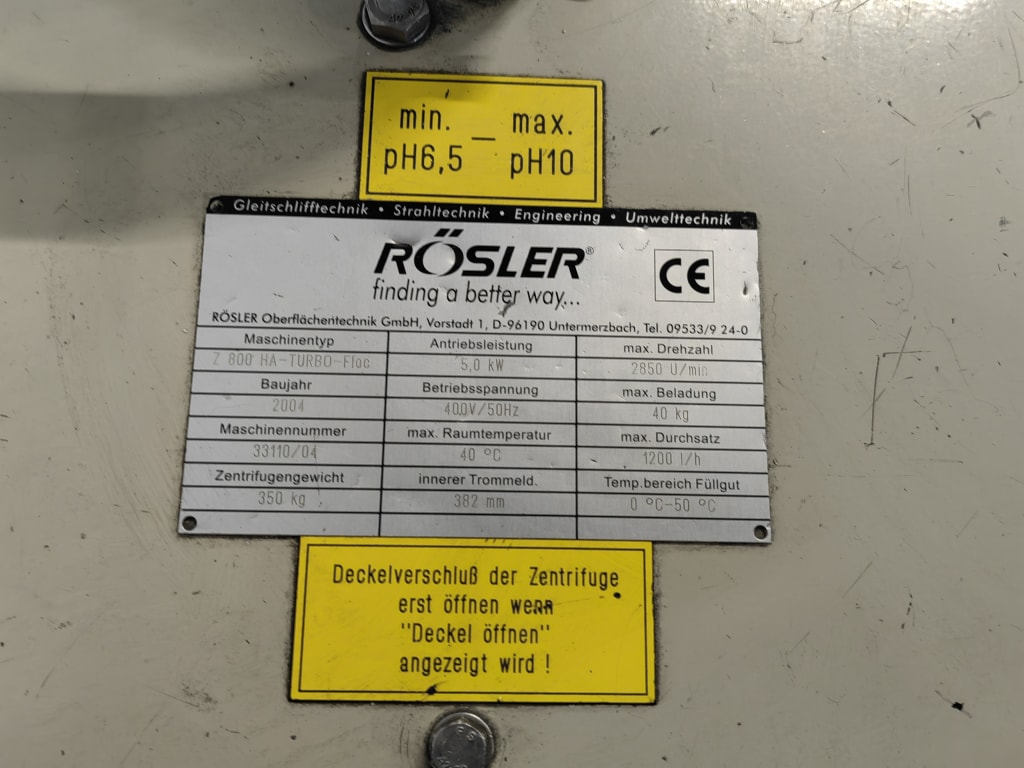 min. – max.
pH6,5 pH10
Gleitschlifftechnik • Strahltechnik • Engineering • Umwelttechnik
RÖSLER®
finding a better way...
CE
RÖSLER Oberflächentechnik GmbH, Vorstadt 1, D-96190 Untermerzbach, Tel. 09533/9 24-0
Maschinentyp Antriebsleistung max. Drehzahl
Z 800 HA-TURBO-Floc 5,0 kW 2850 U/min
Baujahr Betriebsspannung max. Beladung
2004 400V/50Hz 40 kg
Maschinennummer max. Raumtemperatur max. Durchsatz
33110/04 40 °C 1200 l/h
Zentrifugengewicht innerer Trommeld. Temp.bereich Füllgut
350 kg 382 mm 0 °C-50 °C
Deckelverschluß der Zentrifuge
erst öffnen wenn
"Deckel öffnen"
angezeigt wird !